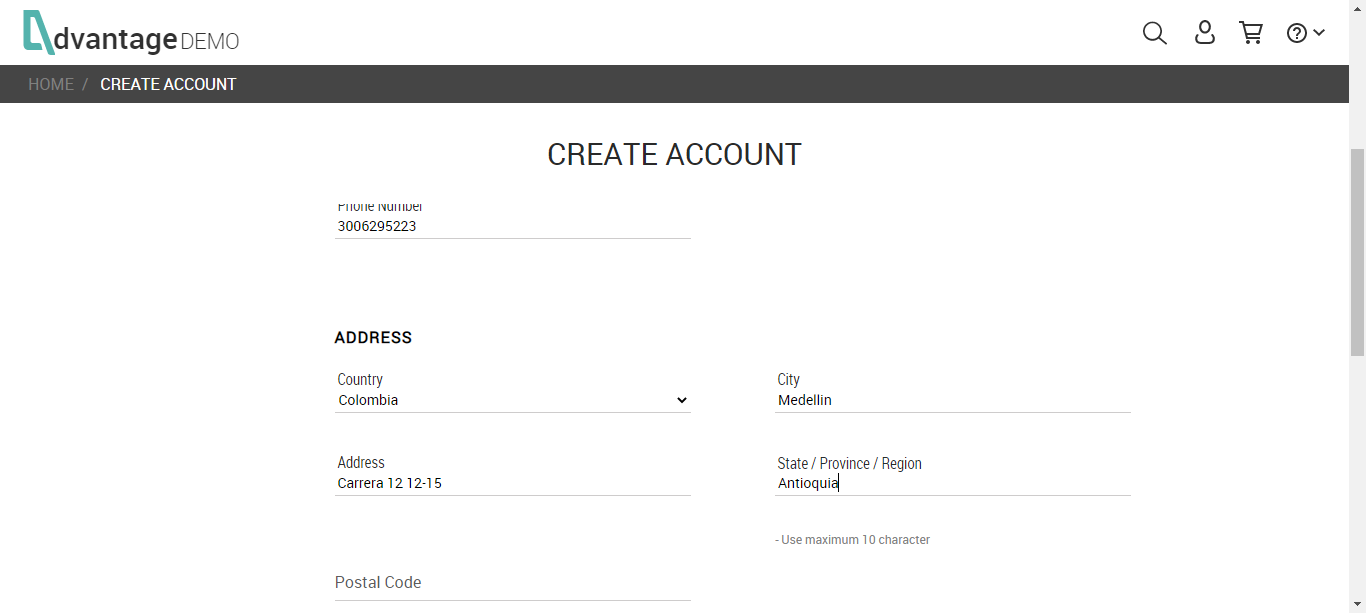 dvantage DEMO
HOME / CREATE ACCOUNT
CREATE ACCOUNT
Phone Number
3006295223
ADDRESS
Country
Colombia
City
Medellin
Address
Carrera 12 12-15
State / Province / Region
Antioquia
- Use maximum 10 character
Postal Code